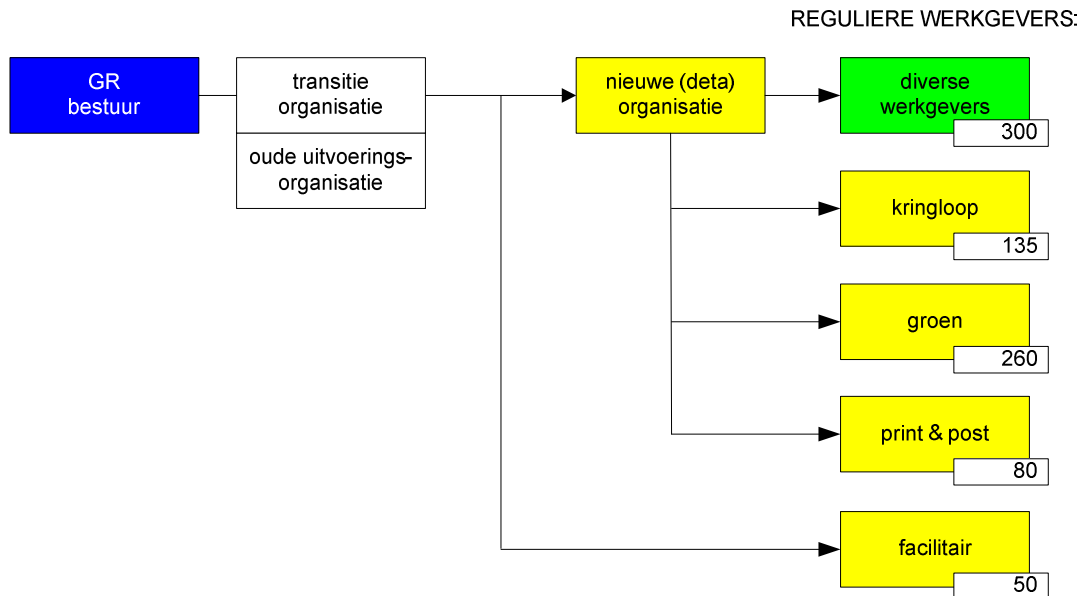 REGULIERE WERKGEVERS:
GR
bestuur
transitie
organisatie
oude uitvoerings-
organisatie
nieuwe (deta)
organisatie
diverse
werkgevers
300
kringloop
135
groen
260
print & post
80
facilitair
50